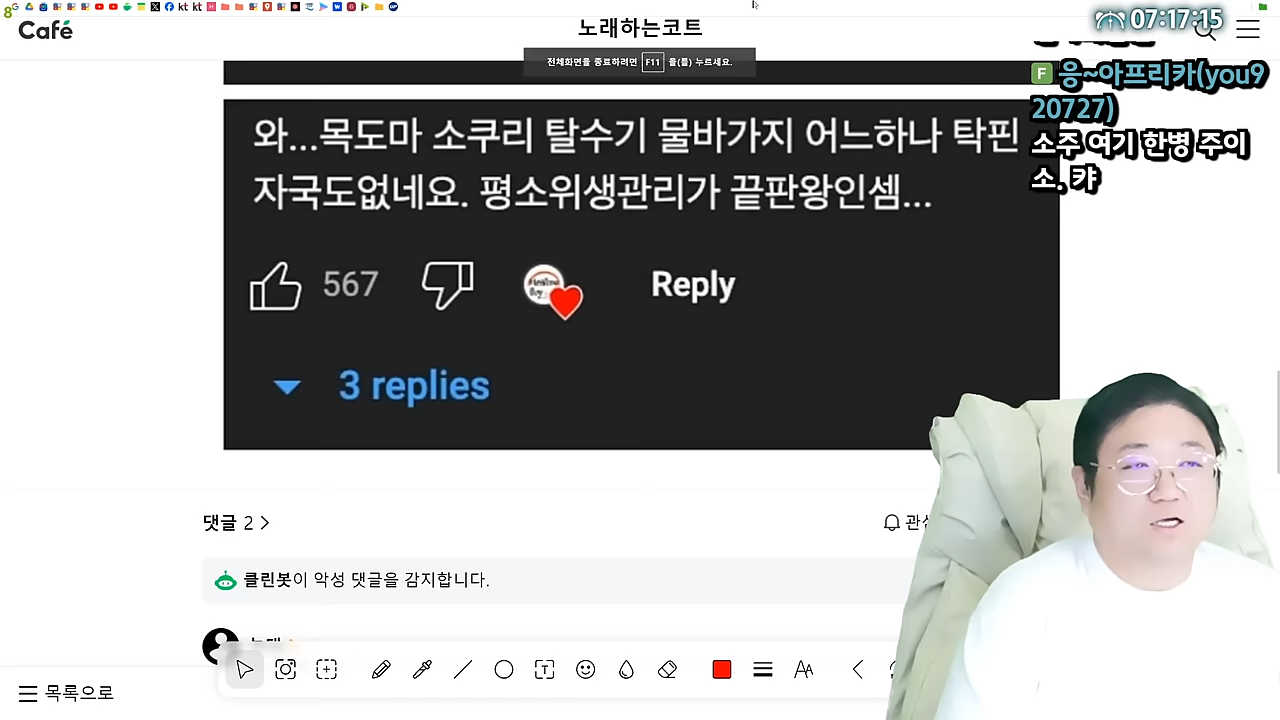 Café
노래하는코트
07:17:15
전체화면을 종료하려면 F11 을(를) 누르세요.
와...목도마 소쿠리 탈수기 물바가지 어느하나 탁핀
자국도없네요. 평소위생관리가 끝판왕인셈...
567
Reply
3 replies
F 응~아프리카(you9
20727)
소주 여기 한병 주이
소. 캬
댓글 2
클린봇이 악성 댓글을 감지합니다.
목록으로